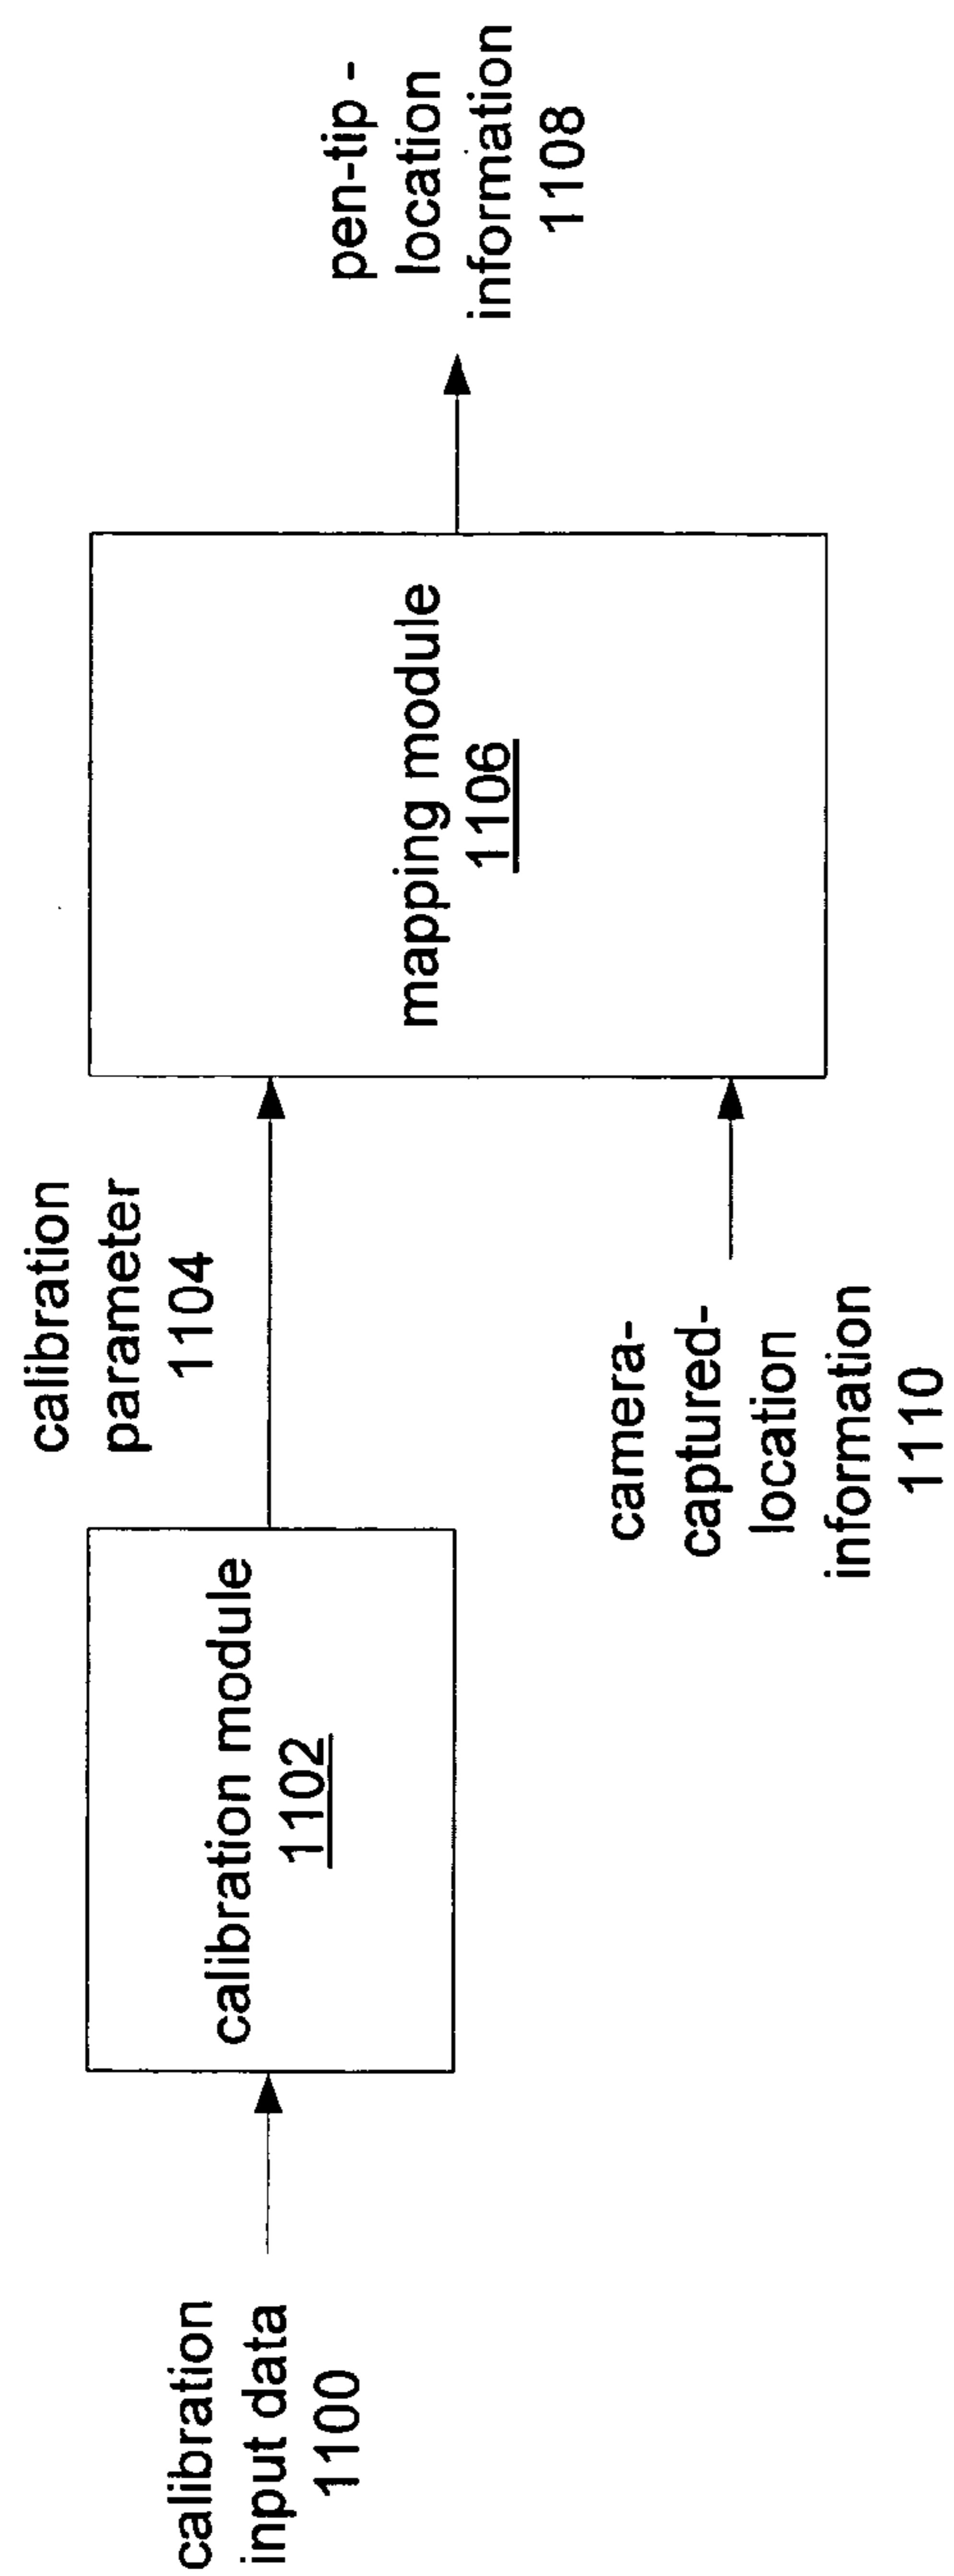 calibration
input data
1100
calibration module
1102
calibration
parameter
1104
camera-
captured-
location
information
1110
mapping module
1106
pen-tip -
location
information
1108